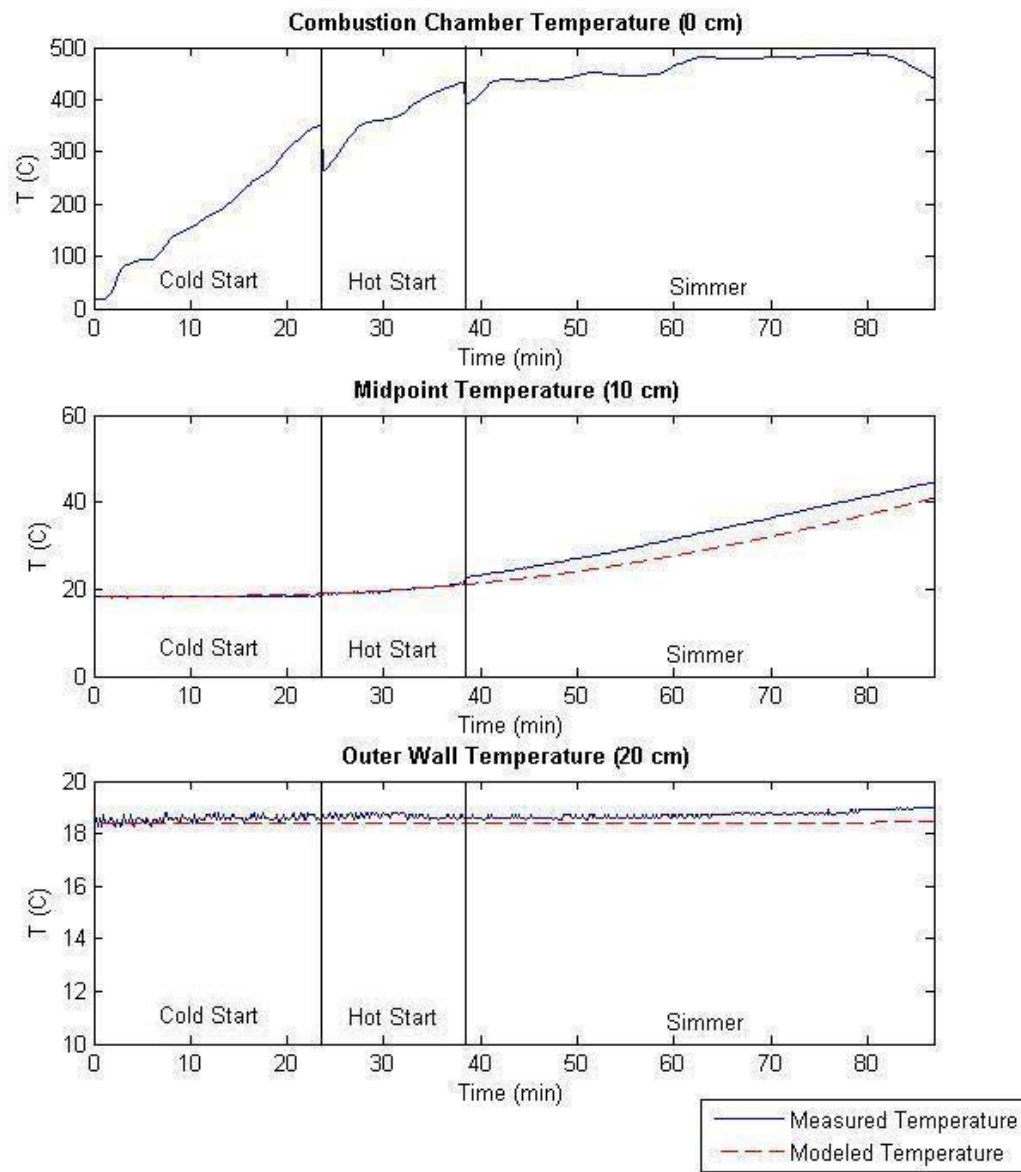 Combustion Chamber Temperature (0 cm)
500
400
300
200
100
0
T (C)
Cold Start
Hot Start
Simmer
0 10 20 30 40 50 60 70 80
Time (min)
Midpoint Temperature (10 cm)
60
40
20
0
T (C)
Cold Start
Hot Start
Simmer
0 10 20 30 40 50 60 70 80
Time (min)
Outer Wall Temperature (20 cm)
20
18
16
14
12
10
T (C)
Cold Start
Hot Start
Simmer
0 10 20 30 40 50 60 70 80
Time (min)
Measured Temperature
Modeled Temperature